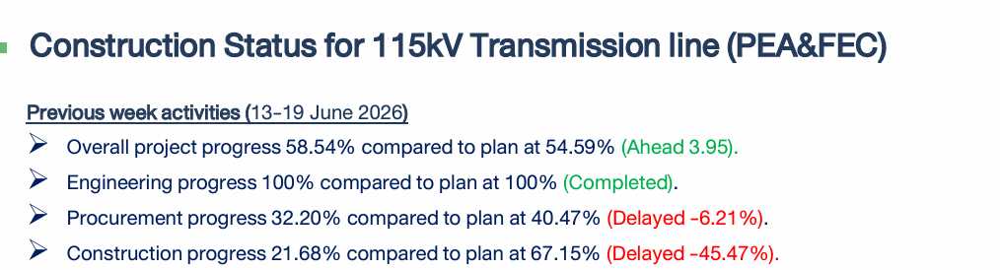 Construction Status for 115kV Transmission line (PEA&FEC)
Previous week activities (13-19 June 2026)
➢ Overall project progress 58.54% compared to plan at 54.59% (Ahead 3.95).
➢ Engineering progress 100% compared to plan at 100% (Completed).
➢ Procurement progress 32.20% compared to plan at 40.47% (Delayed -6.21%).
➢ Construction progress 21.68% compared to plan at 67.15% (Delayed -45.47%).